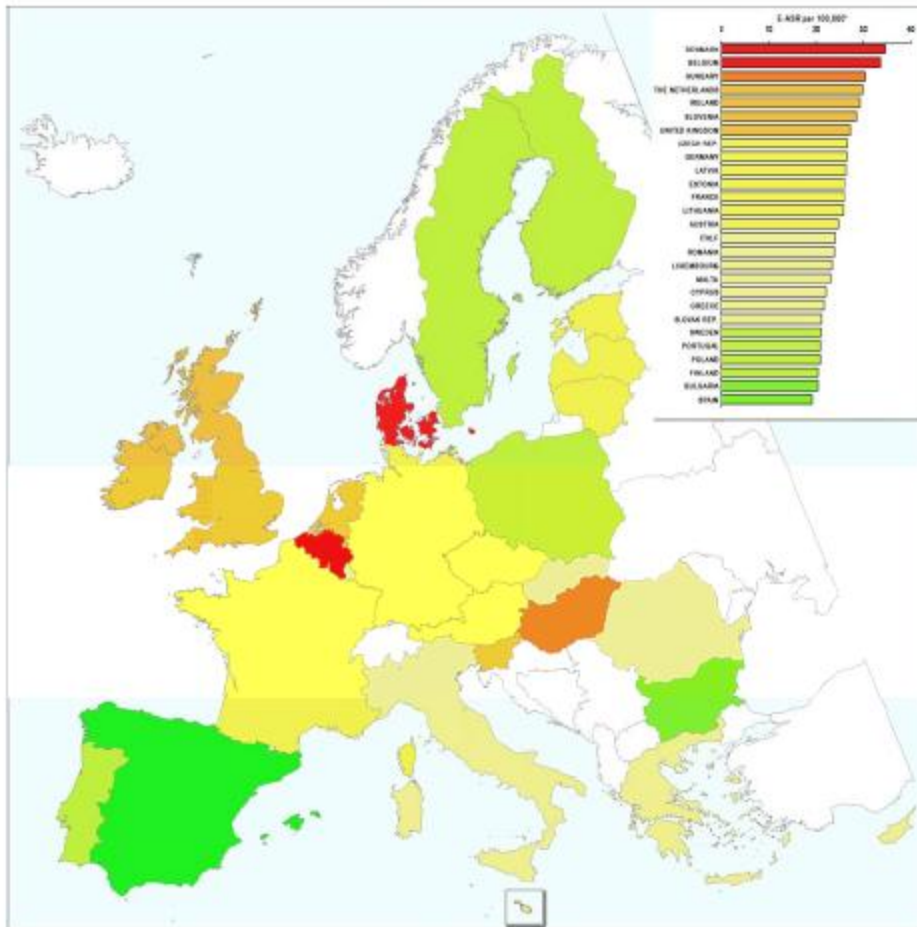 E-ASR per 100,000*
0 10 20 30 40
DENMARK
BELGIUM
HUNGARY
THE NETHERLANDS
IRELAND
SLOVENIA
UNITED KINGDOM
CZECH REP.
GERMANY
LATVIA
ESTONIA
FRANCE
LITHUANIA
AUSTRIA
ITALY
ROMANIA
LUXEMBOURG
MALTA
CYPRUS
GREECE
SLOVAK REP.
SWEDEN
PORTUGAL
POLAND
FINLAND
BULGARIA
SPAIN